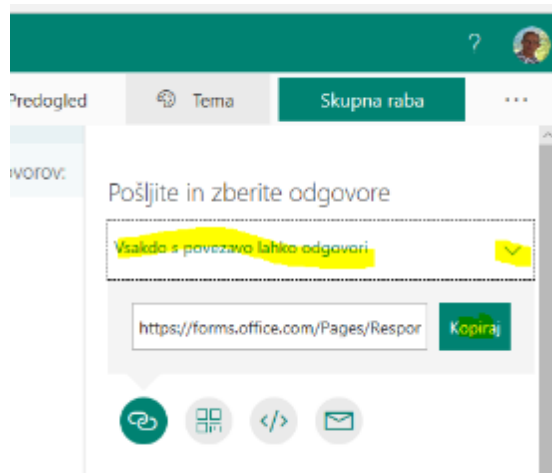 ?
Predogled Tema Skupna raba ...
ovorov:
Pošljite in zberite odgovore
Vsakdo s povezavo lahko odgovori
https://forms.office.com/Pages/Respor Kopiraj
</>